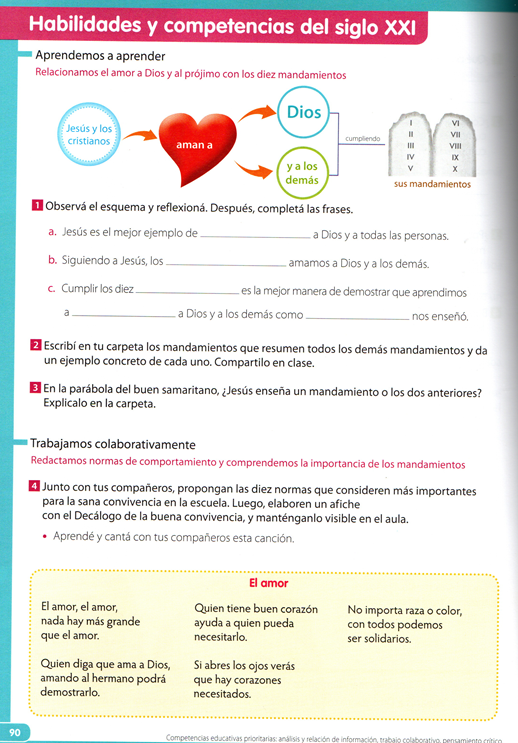 Habilidades y competencias del siglo XXI
Aprendemos a aprender
Relacionamos el amor a Dios y al prójimo con los diez mandamientos
Jesús y los
cristianos
aman a
Dios
y a los
demás
cumpliendo
I VI
II VII
III VIII
IV IX
V X
sus mandamientos
1 Observá el esquema y reflexioná. Después, completá las frases.
a. Jesús es el mejor ejemplo de ____________________ a Dios y a todas las personas.
b. Siguiendo a Jesús, los ____________________ amamos a Dios y a los demás.
c. Cumplir los diez ____________________ es la mejor manera de demostrar que aprendimos
a ____________________ a Dios y a los demás como ____________________ nos enseñó.
2 Escribí en tu carpeta los mandamientos que resumen todos los demás mandamientos y da
un ejemplo concreto de cada uno. Compartilo en clase.
3 En la parábola del buen samaritano, ¿Jesús enseña un mandamiento o los dos anteriores?
Explicalo en la carpeta.
Trabajamos colaborativamente
Redactamos normas de comportamiento y comprendemos la importancia de los mandamientos
4 Junto con tus compañeros, propongan las diez normas que consideren más importantes
para la sana convivencia en la escuela. Luego, elaboren un afiche
con el Decálogo de la buena convivencia, y manténganlo visible en el aula.
• Aprendé y cantá con tus compañeros esta canción.
El amor
El amor, el amor,
nada hay más grande
que el amor.
Quien diga que ama a Dios,
amando al hermano podrá
demostrarlo.
Quien tiene buen corazón
ayuda a quien pueda
necesitarlo.
Si abres los ojos verás
que hay corazones
necesitados.
No importa raza o color,
con todos podemos
ser solidarios.
90
Competencias educativas prioritarias: análisis y relación de información, trabajo colaborativo, pensamiento crítico